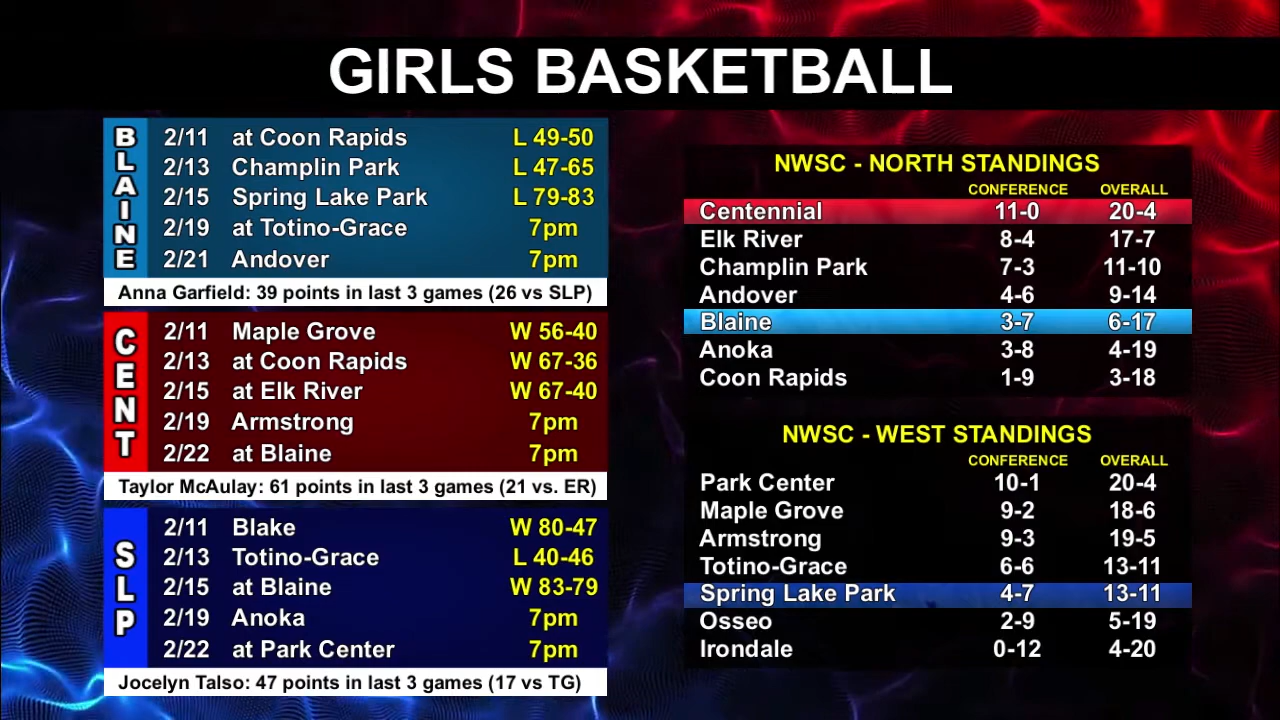 GIRLS BASKETBALL
BLAINE
2/11 at Coon Rapids L 49-50
2/13 Champlin Park L 47-65
2/15 Spring Lake Park L 79-83
2/19 at Totino-Grace 7pm
2/21 Andover 7pm
Anna Garfield: 39 points in last 3 games (26 vs SLP)
CENT
2/11 Maple Grove W 56-40
2/13 at Coon Rapids W 67-36
2/15 at Elk River W 67-40
2/19 Armstrong 7pm
2/22 at Blaine 7pm
Taylor McAulay: 61 points in last 3 games (21 vs. ER)
SLP
2/11 Blake W 80-47
2/13 Totino-Grace L 40-46
2/15 at Blaine W 83-79
2/19 Anoka 7pm
2/22 at Park Center 7pm
Jocelyn Talso: 47 points in last 3 games (17 vs TG)
NWSC - NORTH STANDINGS
CONFERENCE OVERALL
Centennial 11-0 20-4
Elk River 8-4 17-7
Champlin Park 7-3 11-10
Andover 4-6 9-14
Blaine 3-7 6-17
Anoka 3-8 4-19
Coon Rapids 1-9 3-18
NWSC - WEST STANDINGS
CONFERENCE OVERALL
Park Center 10-1 20-4
Maple Grove 9-2 18-6
Armstrong 9-3 19-5
Totino-Grace 6-6 13-11
Spring Lake Park 4-7 13-11
Osseo 2-9 5-19
Irondale 0-12 4-20